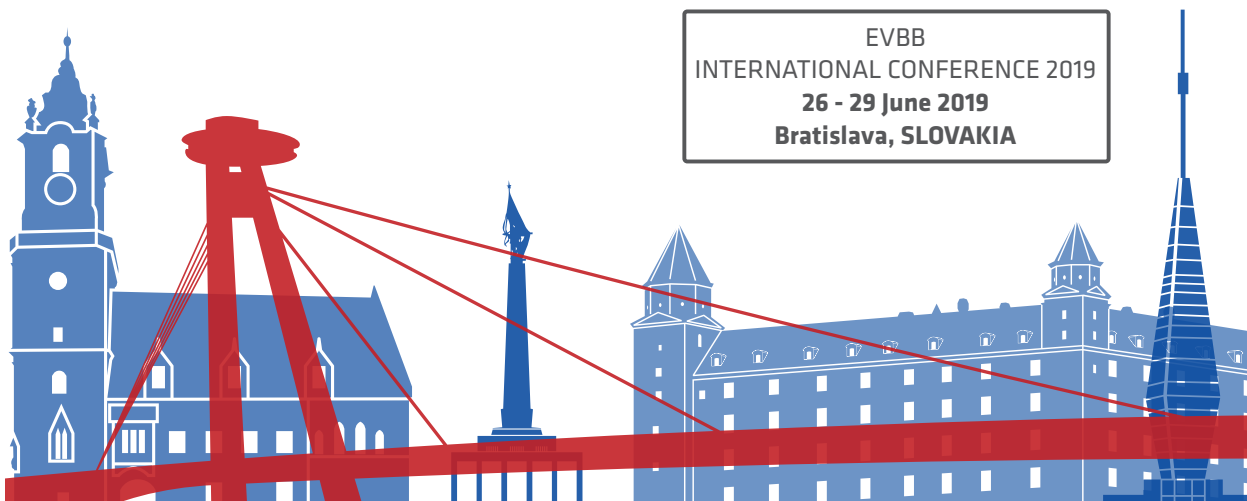 EVBB
INTERNATIONAL CONFERENCE 2019
26 - 29 June 2019
Bratislava, SLOVAKIA